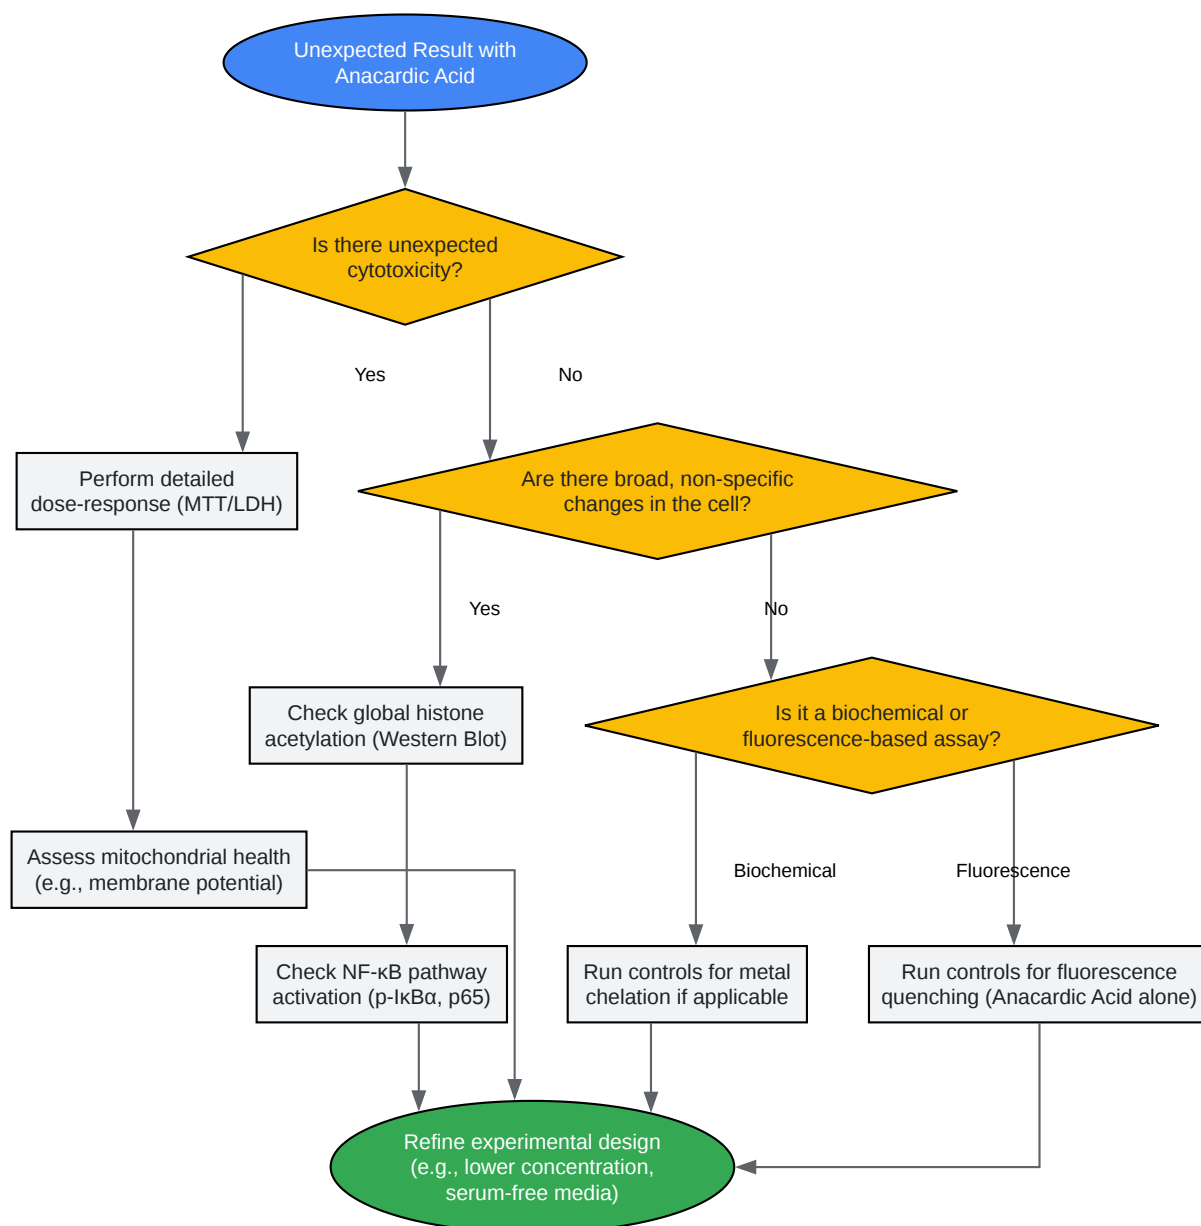 Unexpected Result with
Anacardic Acid
Is there unexpected
cytotoxicity?
Yes
No
Perform detailed
dose-response (MTT/LDH)
Are there broad, non-specific
changes in the cell?
Yes
No
Check global histone
acetylation (Western Blot)
Is it a biochemical or
fluorescence-based assay?
Assess mitochondrial health
(e.g., membrane potential)
Biochemical
Fluorescence
Check NF-κB pathway
activation (p-IκBα, p65)
Run controls for metal
chelation if applicable
Run controls for fluorescence
quenching (Anacardic Acid alone)
Refine experimental design
(e.g., lower concentration,
serum-free media)